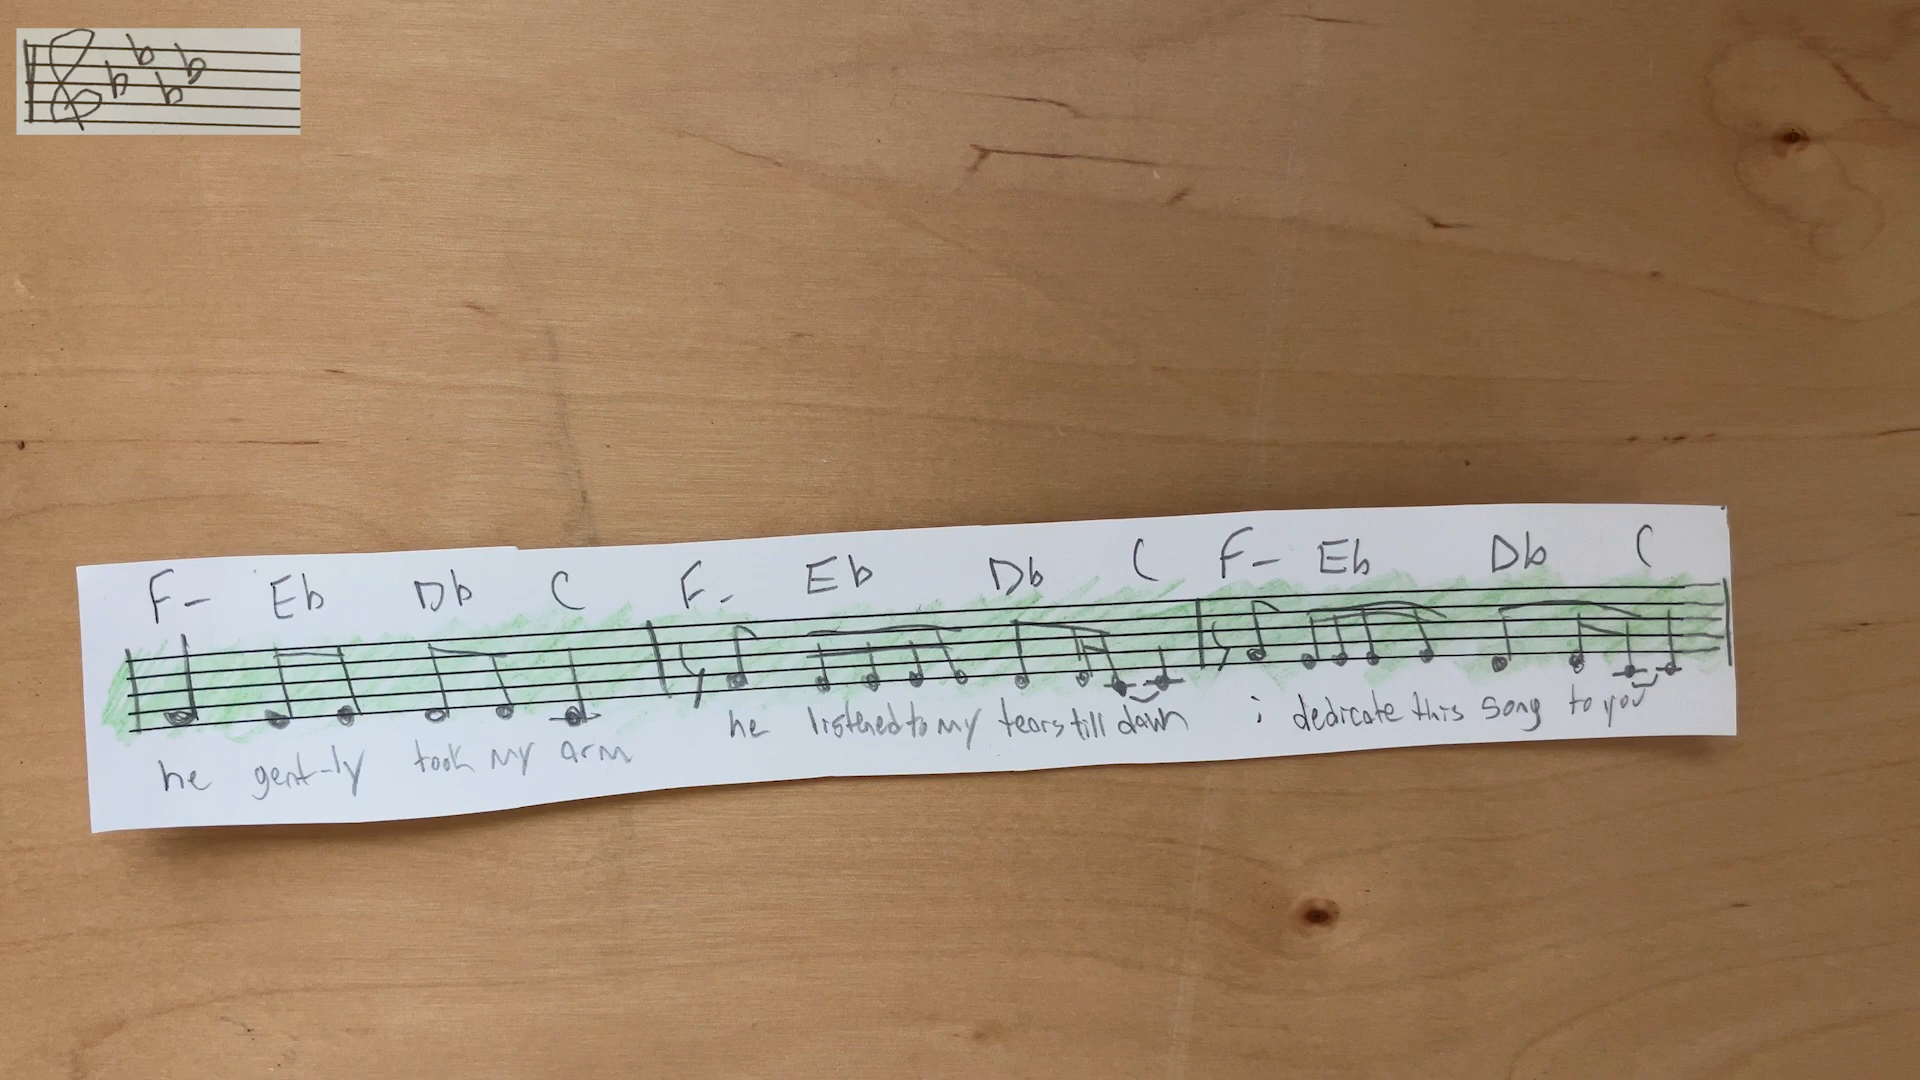 F- Eb Db C F- Eb Db C F- Eb Db C
he gent-ly took my arm he listened to my tears till dawn i dedicate this song to you